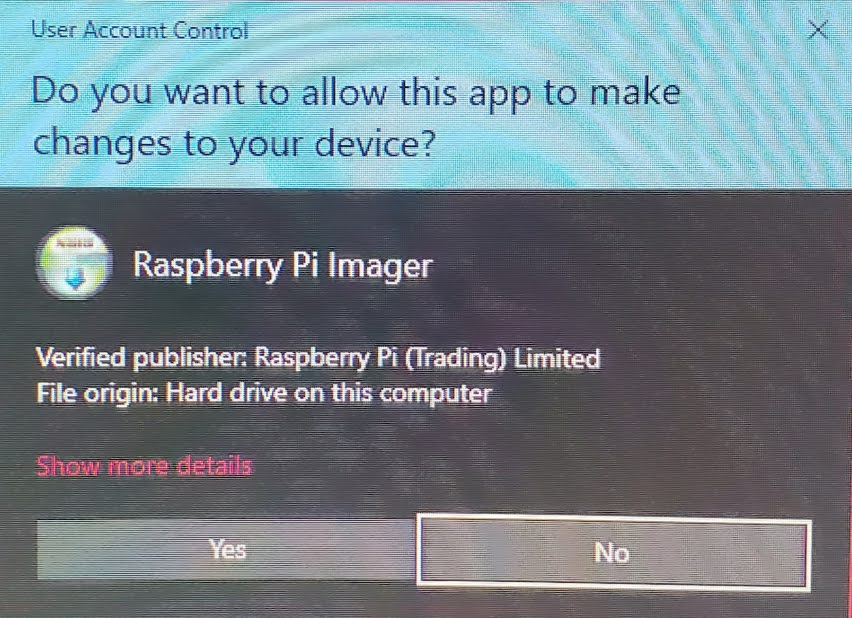 User Account Control
Do you want to allow this app to make
changes to your device?
Raspberry Pi Imager
Verified publisher: Raspberry Pi (Trading) Limited
File origin: Hard drive on this computer
Show more details
Yes
No